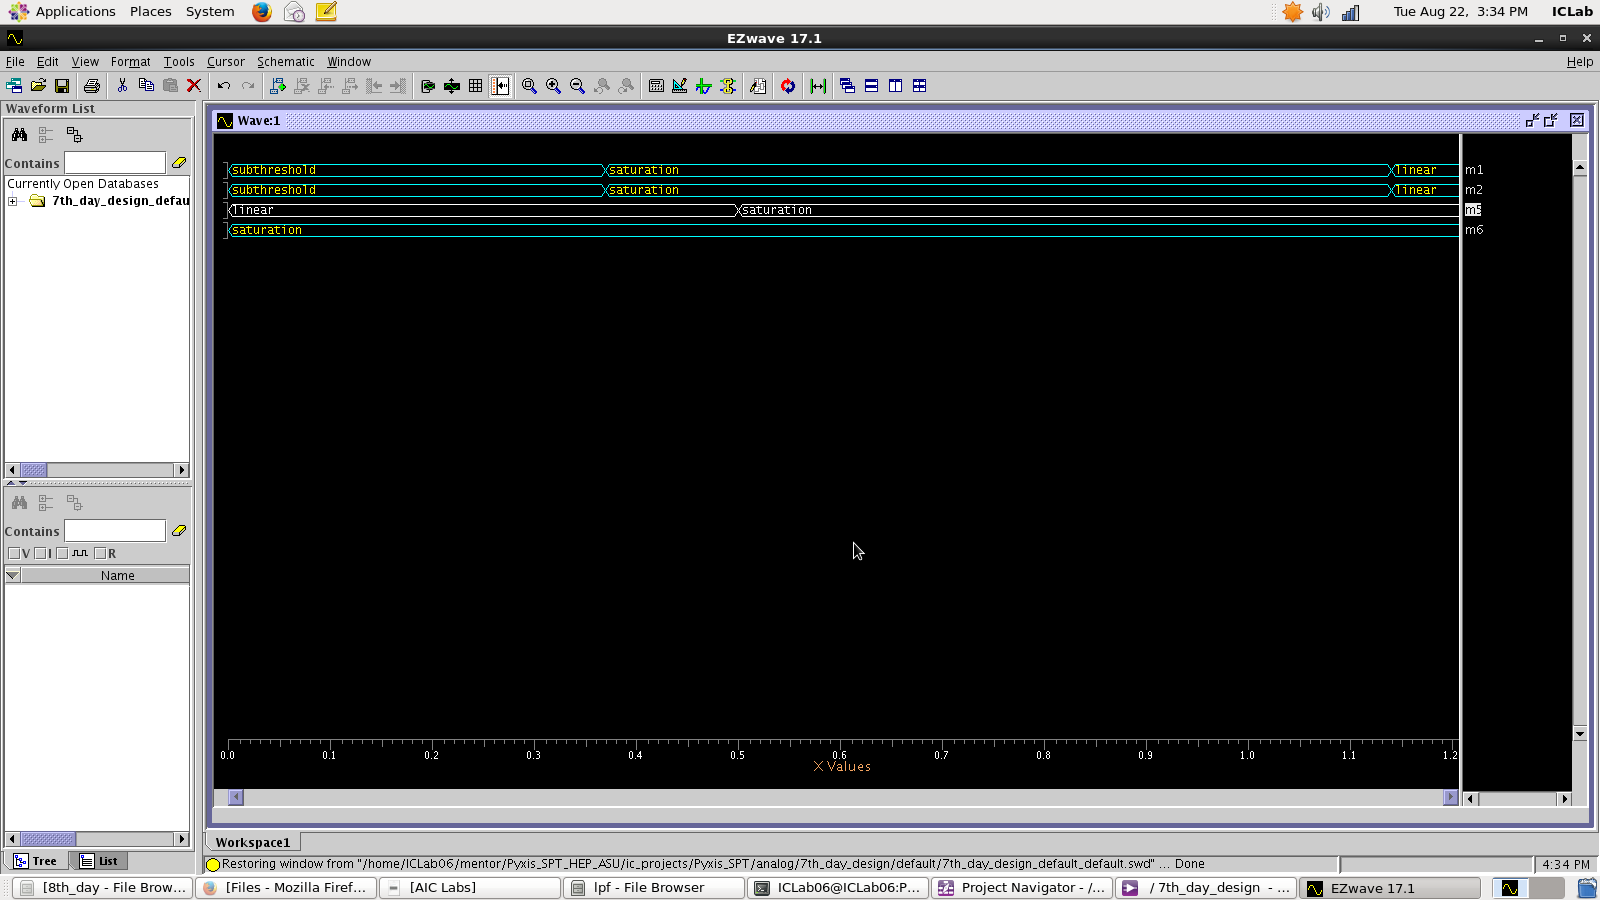 Applications Places System Tue Aug 22, 3:34 PM ICLab
EZwave 17.1
File Edit View Format Tools Cursor Schematic Window Help
Waveform List
Wave:1
Contains
Currently Open Databases
7th_day_design_defau
subthreshold saturation linear m1
subthreshold saturation linear m2
linear saturation m5
saturation m6
Contains
V I R
Name
0.0 0.1 0.2 0.3 0.4 0.5 0.6 0.7 0.8 0.9 1.0 1.1 1.2
X Values
Workspace1
Tree List
Restoring window from "/home/ICLab06/mentor/Pyxis_SPT_HEP_ASU/ic_projects/Pyxis_SPT/analog/7th_day_design/default/7th_day_design_default_default.swd" ... Done
4:34 PM
[8th_day - File Brow... [Files - Mozilla Firef... [AIC Labs] lpf - File Browser ICLab06@ICLab06:P... Project Navigator - /... / 7th_day_design - ... EZwave 17.1